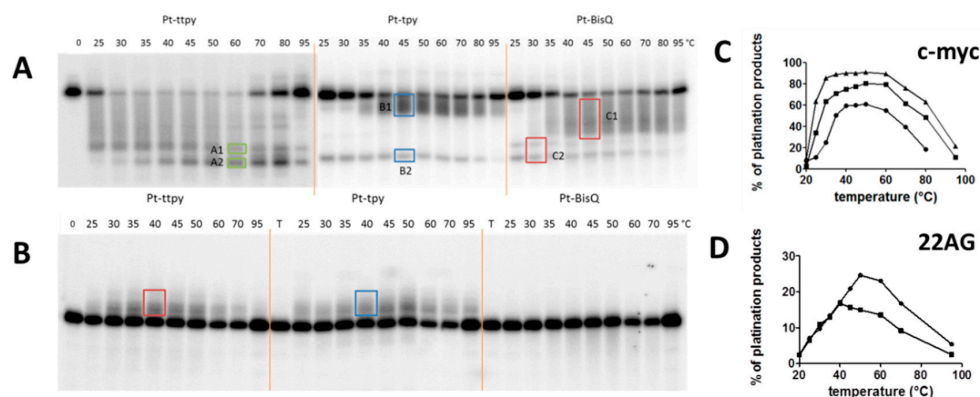 Pt-ttpy Pt-tpy Pt-BisQ
0 25 30 35 40 45 50 60 70 80 95 25 30 35 40 45 50 60 70 80 95 25 30 35 40 45 50 60 70 80 95 °C
A
A1
A2
B1
B2
C1
C2
Pt-ttpy Pt-tpy Pt-BisQ
0 25 30 35 40 45 50 60 70 95 T 25 30 35 40 45 50 60 70 95 T 25 30 35 40 45 50 60 70 95 °C
B
C
c-myc
% of platination products
100
80
60
40
20
0
20 40 60 80 100
temperature (°C)
D
22AG
% of platination products
30
20
10
0
20 40 60 80 100
temperature (°C)